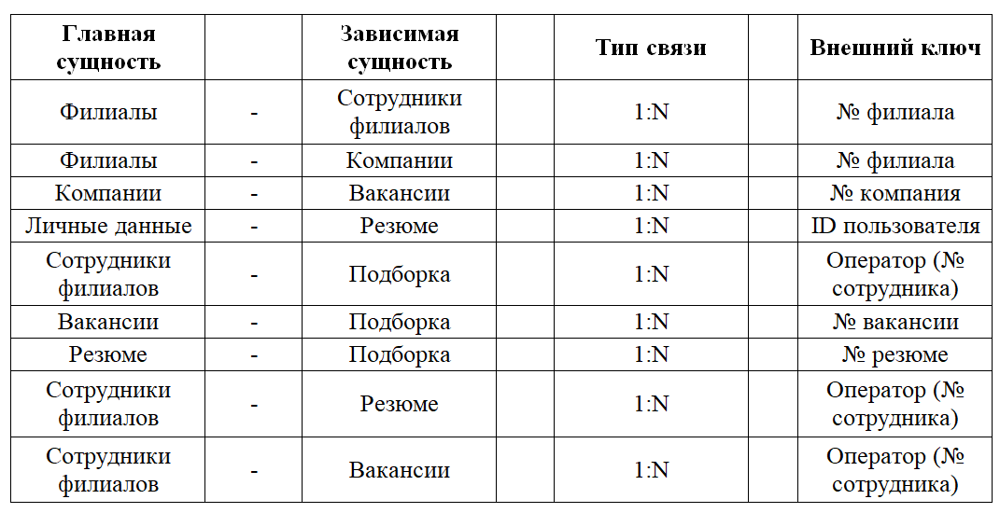 Главная сущность Зависимая сущность Тип связи Внешний ключ
Филиалы - Сотрудники филиалов 1:N № филиала
Филиалы - Компании 1:N № филиала
Компании - Вакансии 1:N № компания
Личные данные - Резюме 1:N ID пользователя
Сотрудники филиалов - Подборка 1:N Оператор (№ сотрудника)
Вакансии - Подборка 1:N № вакансии
Резюме - Подборка 1:N № резюме
Сотрудники филиалов - Резюме 1:N Оператор (№ сотрудника)
Сотрудники филиалов - Вакансии 1:N Оператор (№ сотрудника)